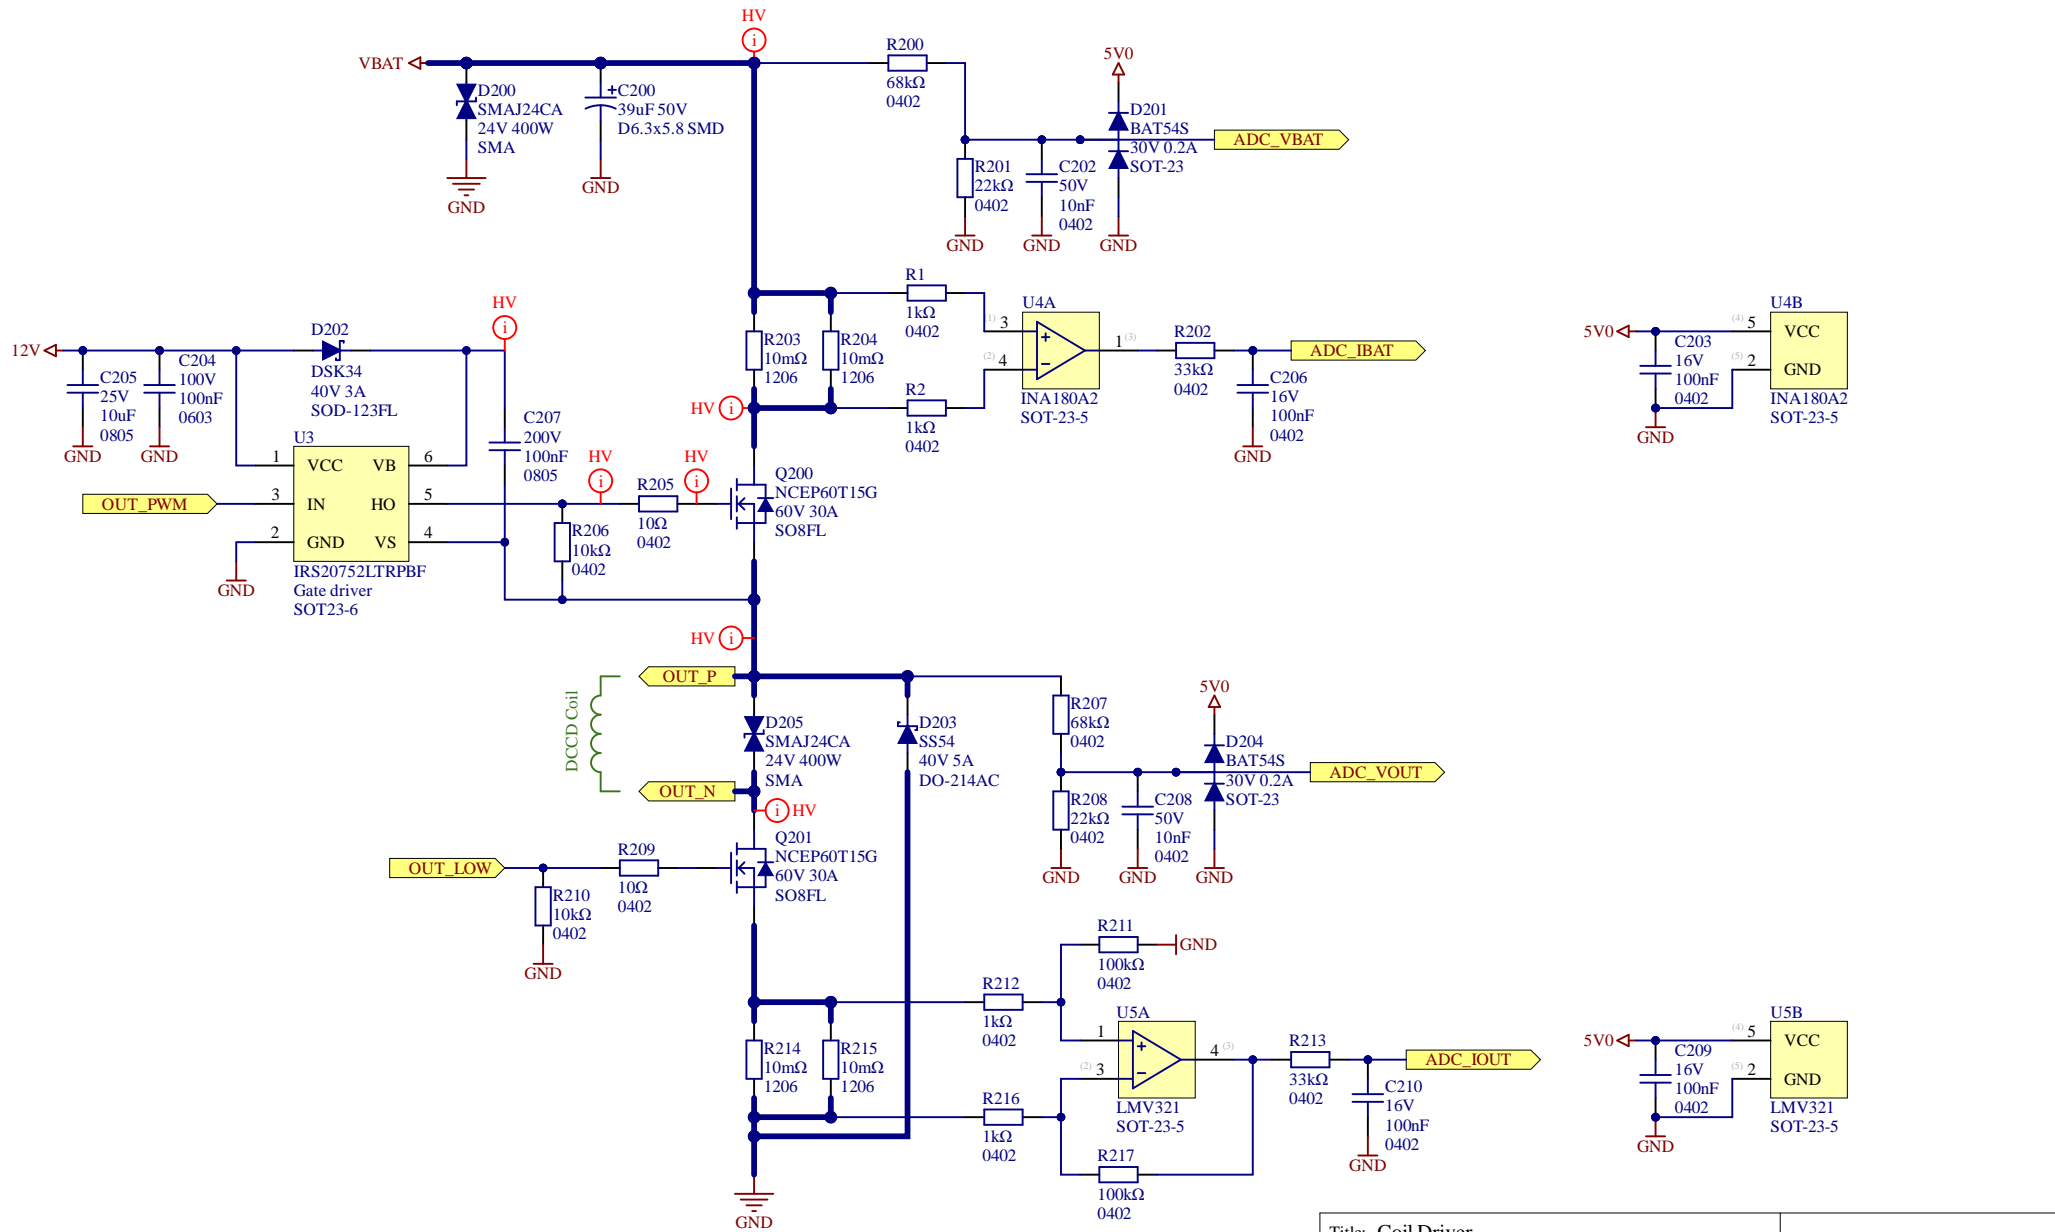 HV
VBAT
D200
SMAJ24CA
24V 400W
SMA
GND
+
C200
39uF 50V
D6.3x5.8 SMD
GND
R200
68kΩ
0402
5V0
D201
BAT54S
30V 0.2A
SOT-23
ADC_VBAT
R201
22kΩ
0402
GND
C202
50V
10nF
0402
GND
GND
R1
1kΩ
0402
R203
10mΩ
1206
R204
10mΩ
1206
HV
R2
1kΩ
0402
U4A
(1) 3
(2) 4
1 (3)
INA180A2
SOT-23-5
R202
33kΩ
0402
ADC_IBAT
C206
16V
100nF
0402
GND
5V0
C203
16V
100nF
0402
GND
U4B
(4) 5 VCC
(5) 2 GND
INA180A2
SOT-23-5
12V
C205
25V
10uF
0805
GND
C204
100V
100nF
0603
GND
D202
DSK34
40V 3A
SOD-123FL
HV
C207
200V
100nF
0805
U3
1 VCC VB 6
3 IN HO 5
2 GND VS 4
IRS20752LTRPBF
Gate driver
SOT23-6
OUT_PWM
GND
HV
R205
10Ω
0402
HV
R206
10kΩ
0402
Q200
NCEP60T15G
60V 30A
SO8FL
HV
OUT_P
DCCD Coil
OUT_N
D205
SMAJ24CA
24V 400W
SMA
D203
SS54
40V 5A
DO-214AC
HV
R207
68kΩ
0402
R208
22kΩ
0402
GND
C208
50V
10nF
0402
GND
5V0
D204
BAT54S
30V 0.2A
SOT-23
GND
ADC_VOUT
OUT_LOW
R210
10kΩ
0402
GND
R209
10Ω
0402
Q201
NCEP60T15G
60V 30A
SO8FL
R214
10mΩ
1206
R215
10mΩ
1206
GND
R211
100kΩ
0402
GND
R212
1kΩ
0402
R216
1kΩ
0402
U5A
1
(2) 3
4 (3)
LMV321
SOT-23-5
R217
100kΩ
0402
R213
33kΩ
0402
ADC_IOUT
C210
16V
100nF
0402
GND
5V0
C209
16V
100nF
0402
GND
U5B
(4) 5 VCC
(5) 2 GND
LMV321
SOT-23-5
Title: Coil Driver